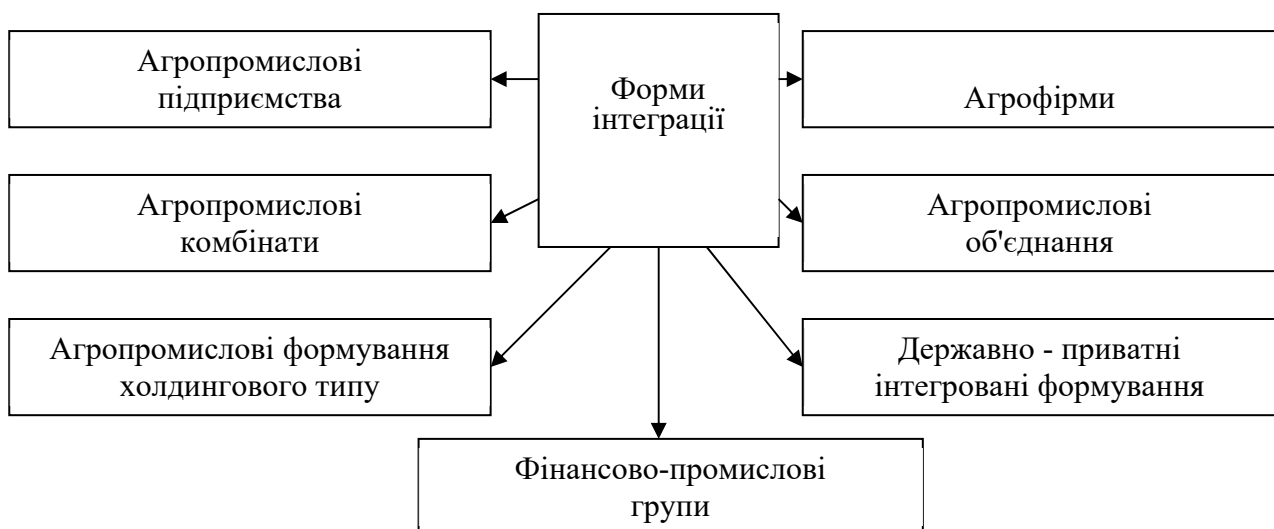 Форми
інтеграції
Агропромислові
підприємства
Агрофірми
Агропромислові
комбінати
Агропромислові
об'єднання
Агропромислові формування
холдингового типу
Державно - приватні
інтегровані формування
Фінансово-промислові
групи